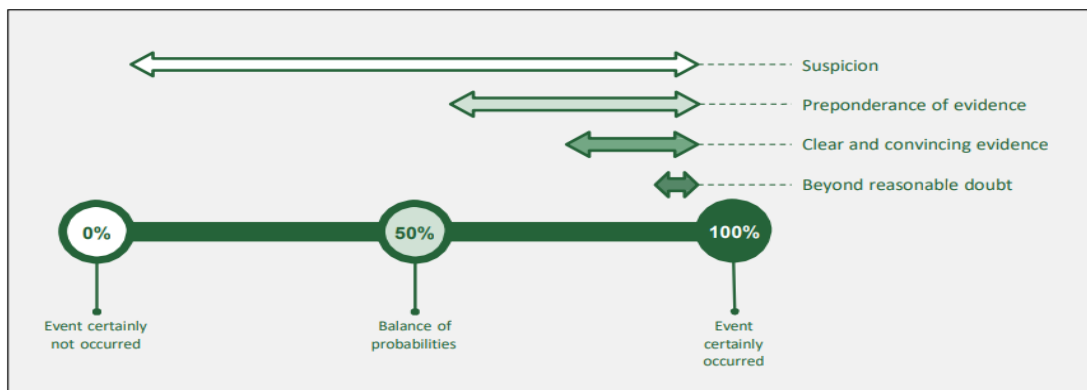 Suspicion
Preponderance of evidence
Clear and convincing evidence
Beyond reasonable doubt
0%
50%
100%
Event certainly
not occurred
Balance of
probabilities
Event
certainly
occurred